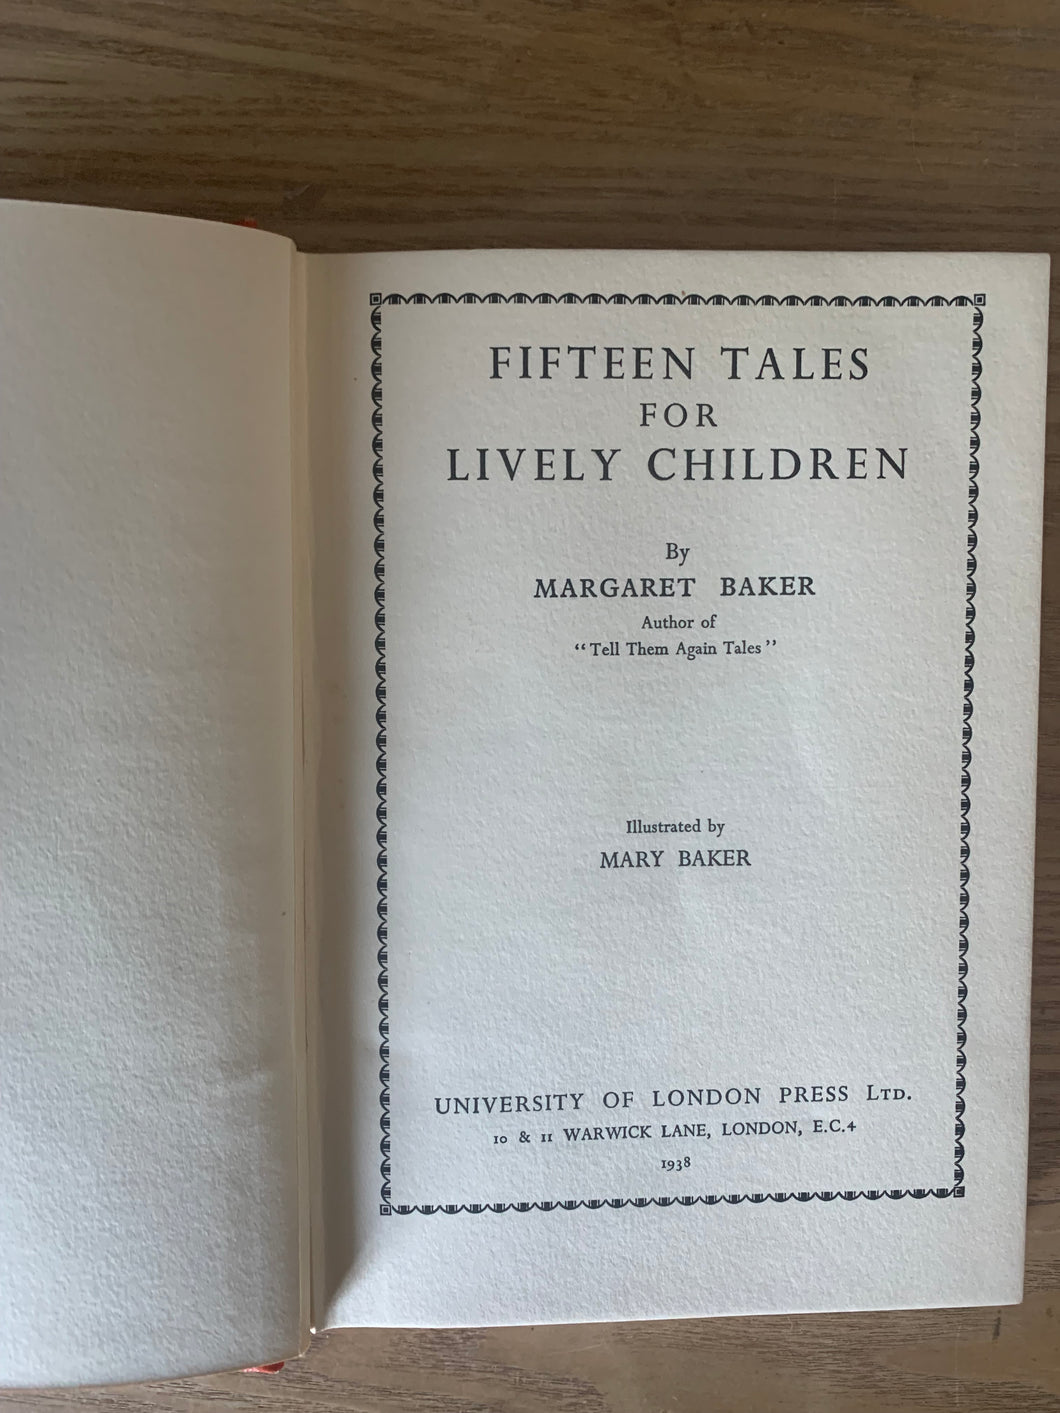 FIFTEEN TALES
FOR
LIVELY CHILDREN
By
MARGARET BAKER
Author of
“Tell Them Again Tales”
Illustrated by
MARY BAKER
UNIVERSITY OF LONDON PRESS LTD.
10 & 11 WARWICK LANE, LONDON, E.C.4
1938